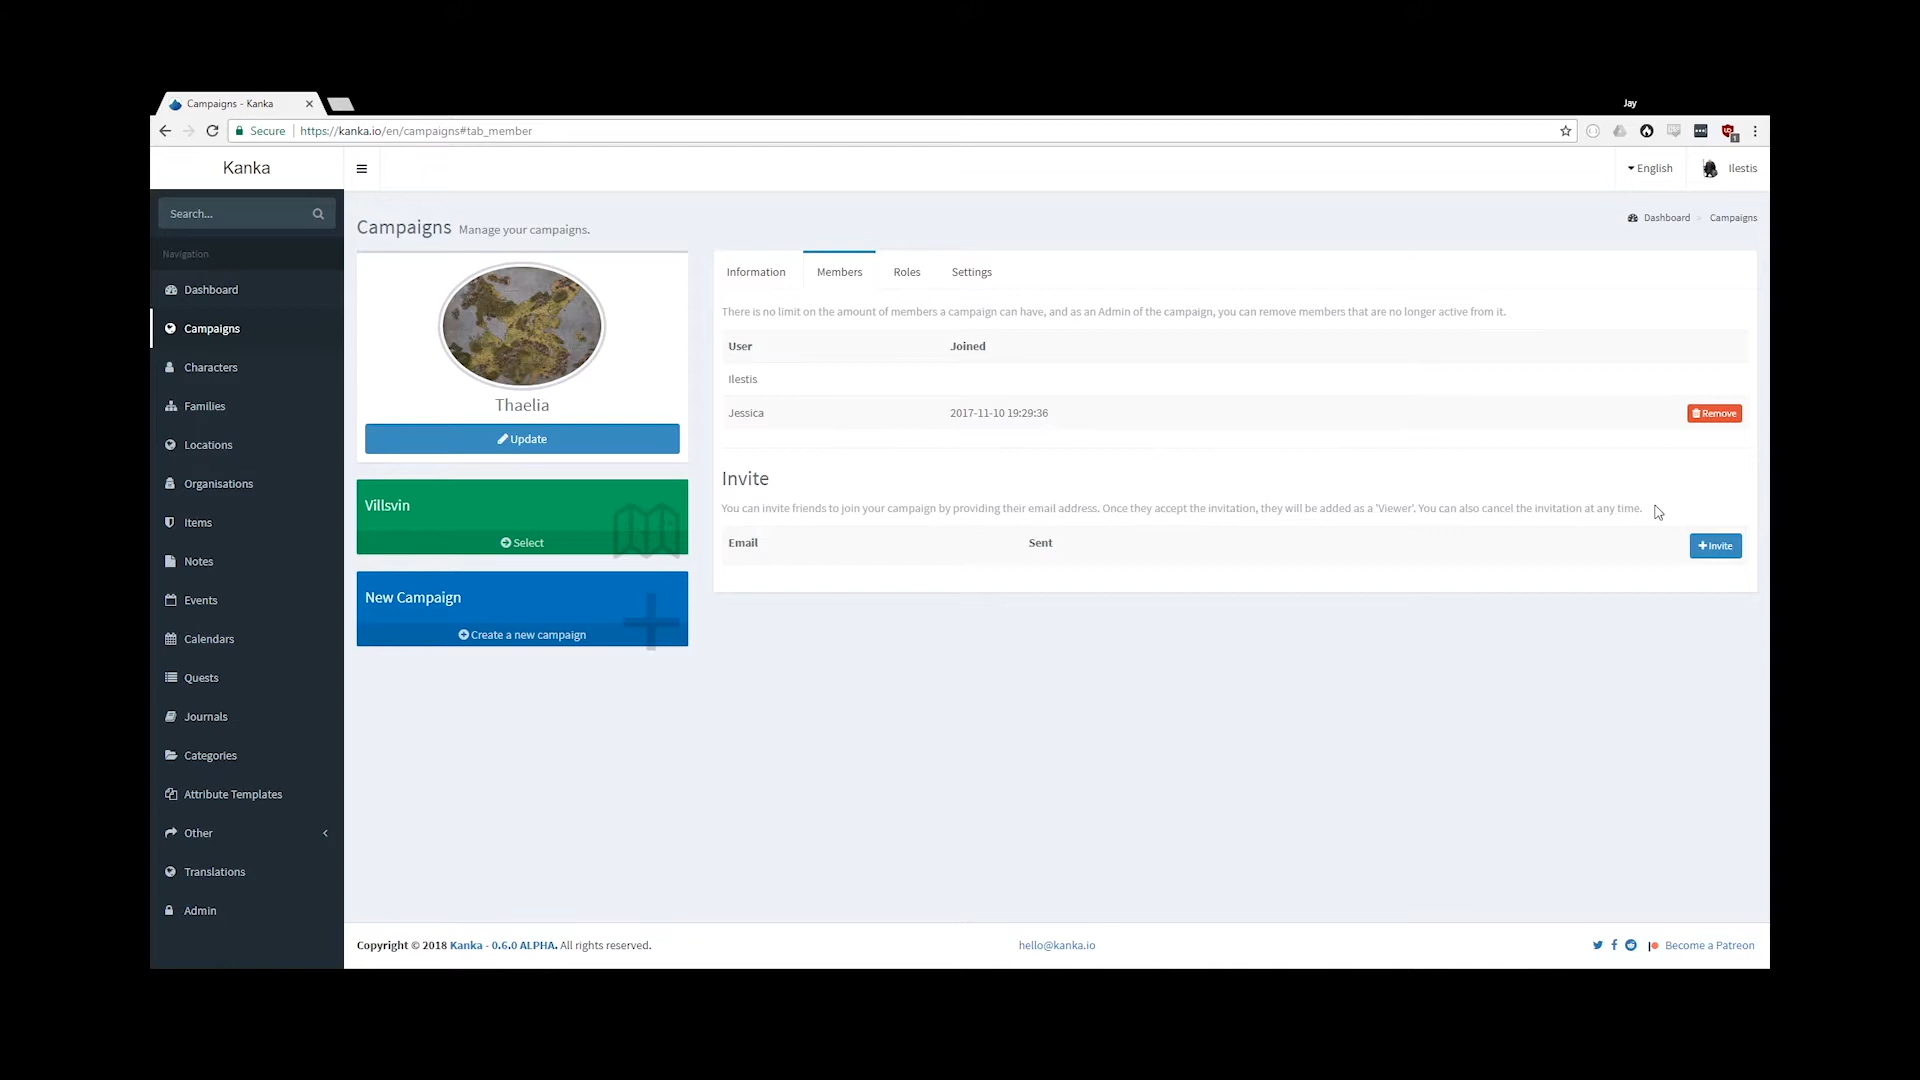 Campaigns - Kanka
Jay
Secure
https://kanka.io/en/campaigns#tab_member
Kanka
English
Ilestis
Search...
Navigation
Dashboard
Campaigns
Characters
Families
Locations
Organisations
Items
Notes
Events
Calendars
Quests
Journals
Categories
Attribute Templates
Other
Translations
Admin
Campaigns Manage your campaigns.
Dashboard > Campaigns
Thaelia
Update
Villsvin
Select
New Campaign
Create a new campaign
Information Members Roles Settings
There is no limit on the amount of members a campaign can have, and as an Admin of the campaign, you can remove members that are no longer active from it.
User Joined
Ilestis
Jessica 2017-11-10 19:29:36 Remove
Invite
You can invite friends to join your campaign by providing their email address. Once they accept the invitation, they will be added as a 'Viewer'. You can also cancel the invitation at any time.
Email Sent Invite
Copyright © 2018 Kanka - 0.6.0 ALPHA. All rights reserved.
hello@kanka.io
Become a Patreon